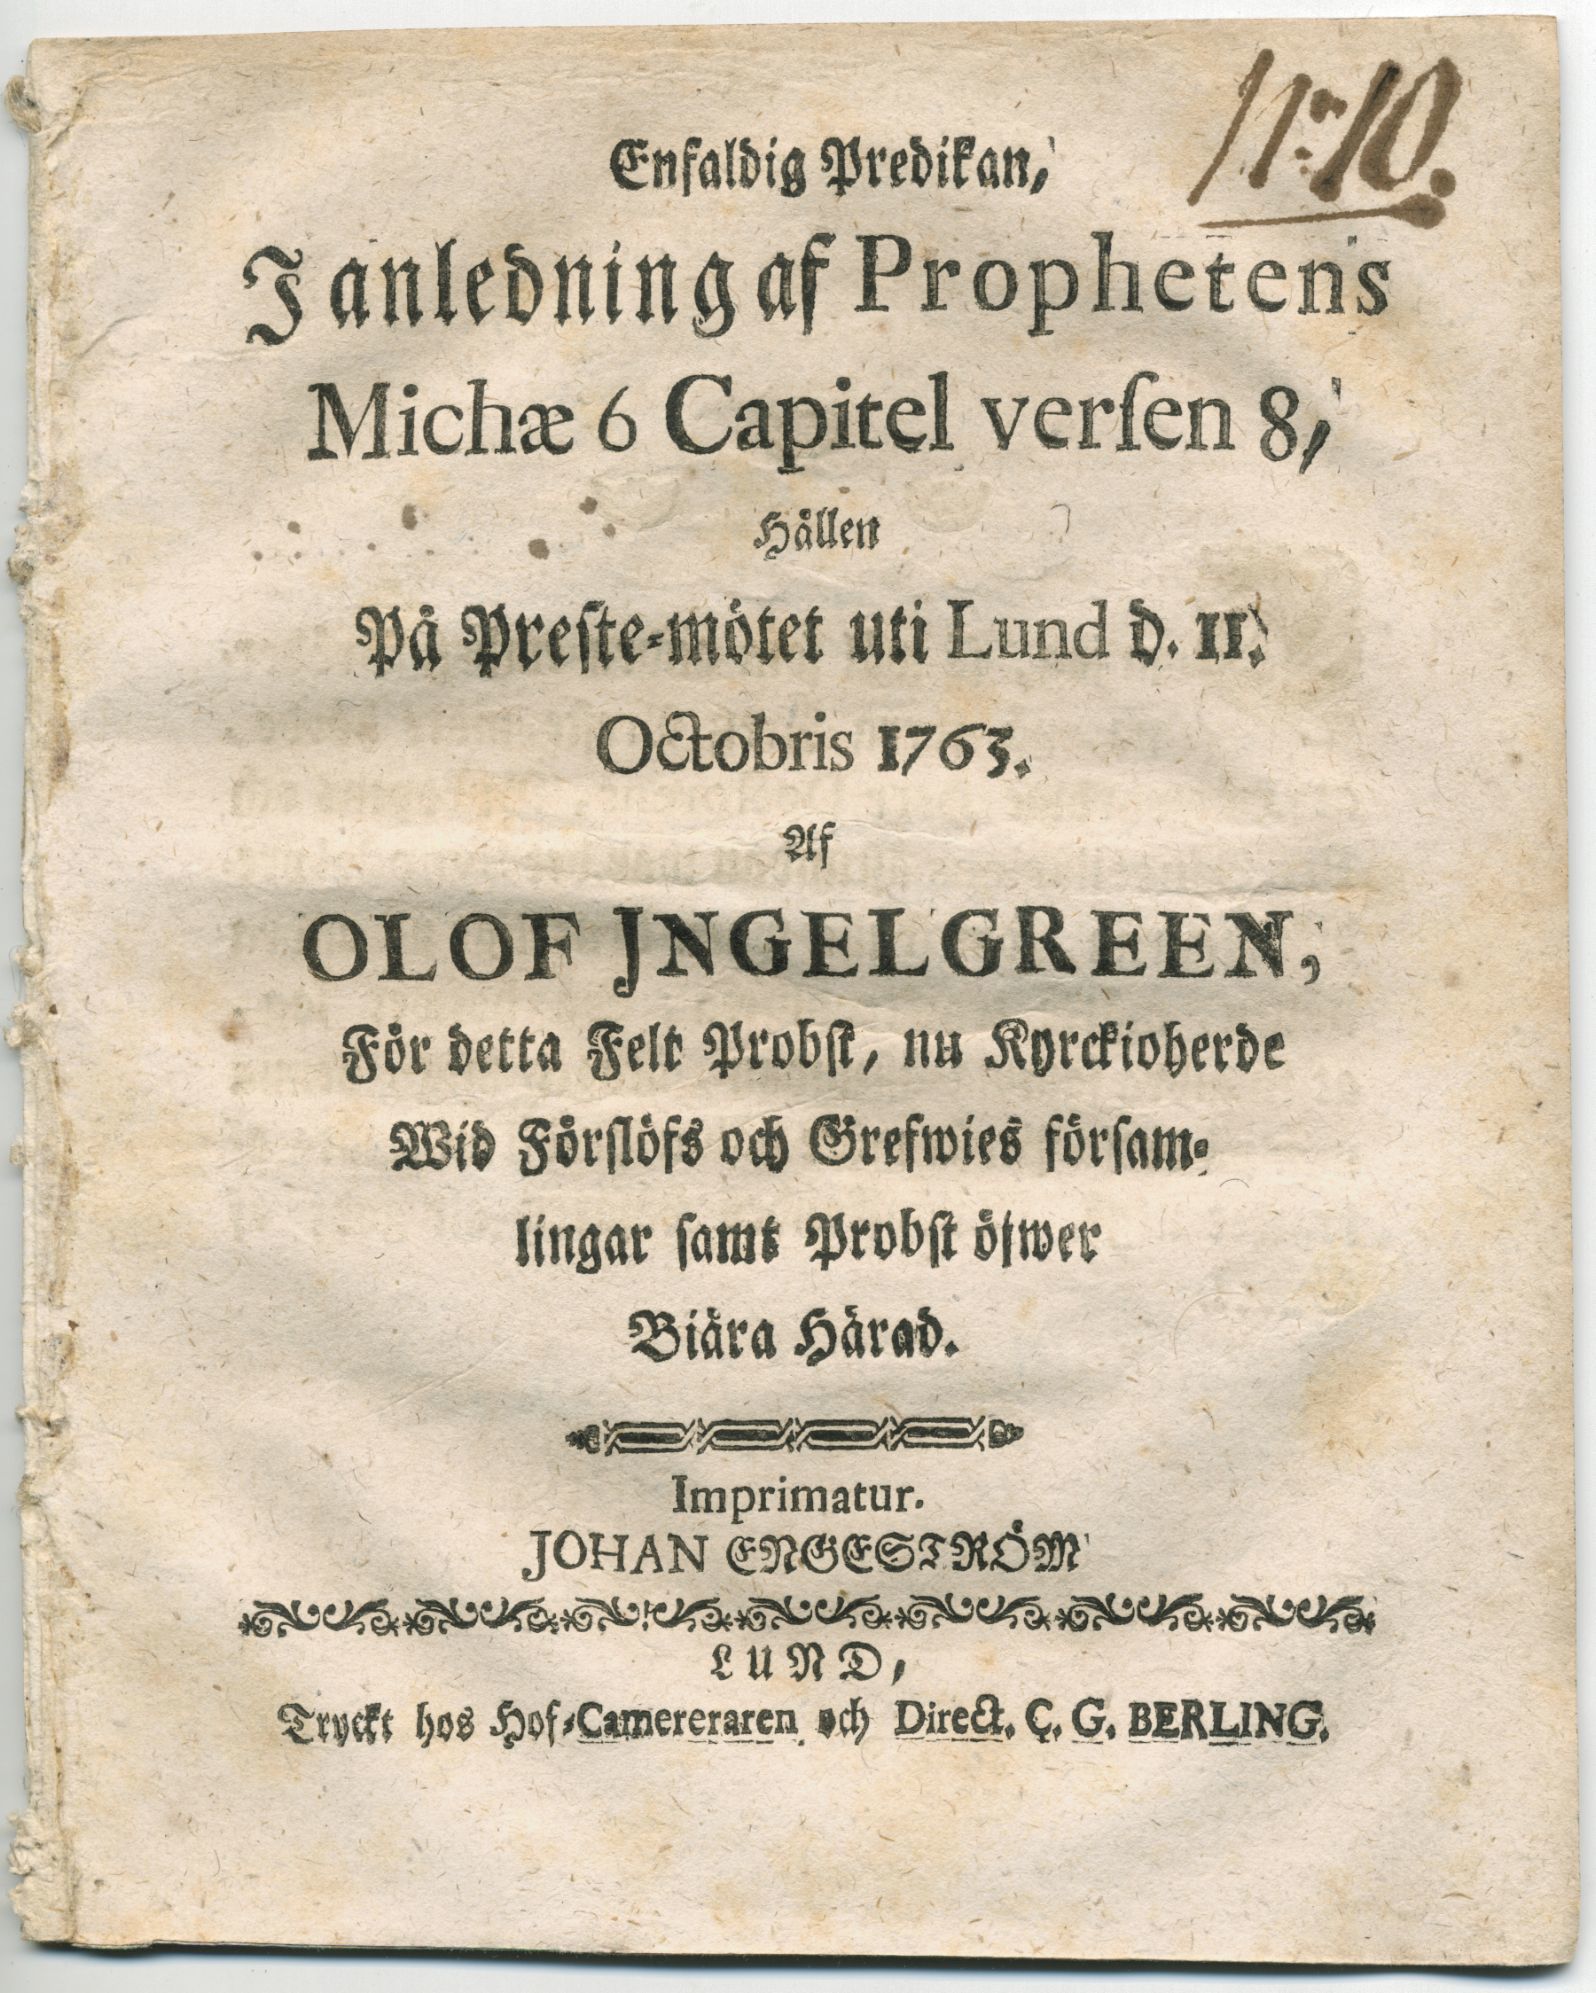 11:10.
Enfaldig Predikan,
I anledning af Prophetens
Michæ 6 Capitel verſen 8,
Hållen
På Preſte-mötet uti Lund d. 11.
Octobris 1763.
Af
OLOF JNGELGREEN,
För detta Felt Probſt, nu Kyrckioherde
Wid Förſlöfs och Grefwies förſam-
lingar ſamt Probſt öfwer
Biära Härad.
Imprimatur.
JOHAN ENGESTRÖM
LUND,
Tryckt hos Hof-Camereraren och Direct. C. G. BERLING.